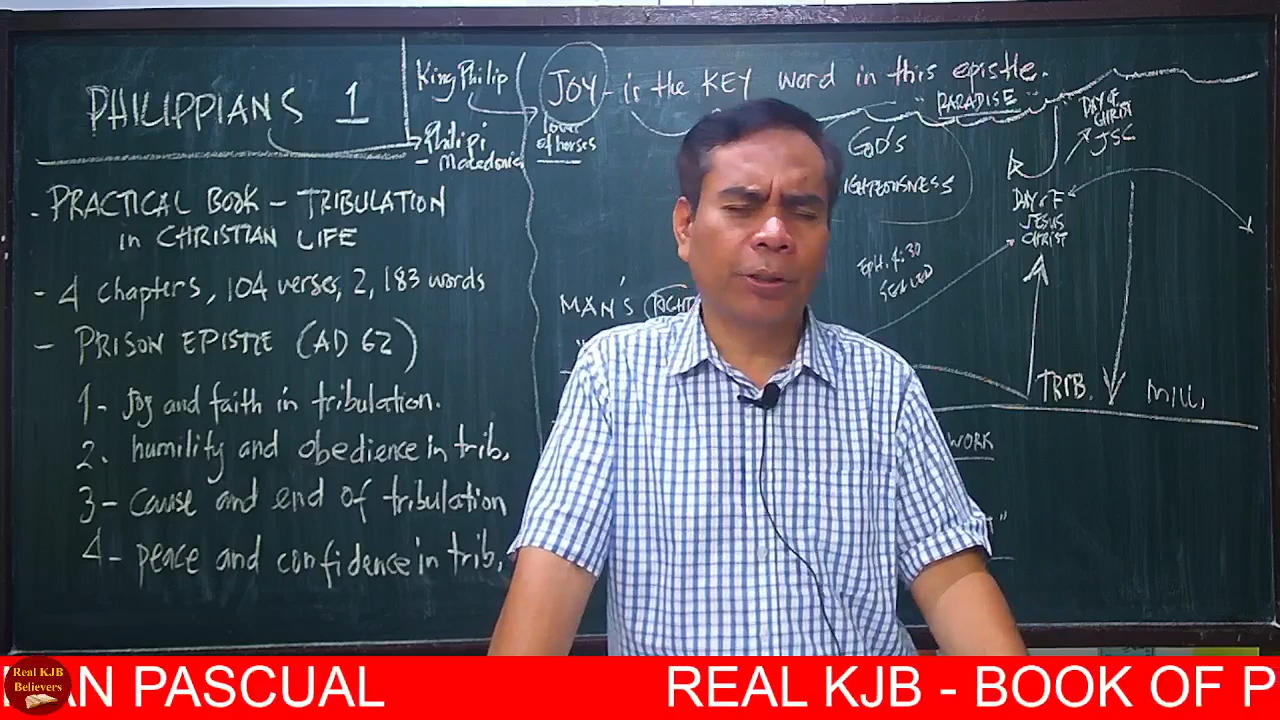 PHILIPPIANS 1
King Philip
Philipi
- Macedonia
lover
of horses
- PRACTICAL BOOK - TRIBULATION
in CHRISTIAN LIFE
- 4 chapters, 104 verses, 2,183 words
- PRISON EPISTLE (AD 62)
1 - joy and faith in tribulation.
2. humility and obedience in trib.
3 - cause and end of tribulation
4 - peace and confidence in trib.
JOY - is the KEY word in this epistle.
"PARADISE"
GOD'S
IGHTEOUSNESS
DAY OF
CHRIST
JSC
DAY OF
JESUS
CHRIST
Eph. 4:30
SEALED
MAN'S RIGHT
TRIB.
MILL.
WORK
AN PASCUAL
REAL KJB - BOOK OF P
Real KJB
Believers